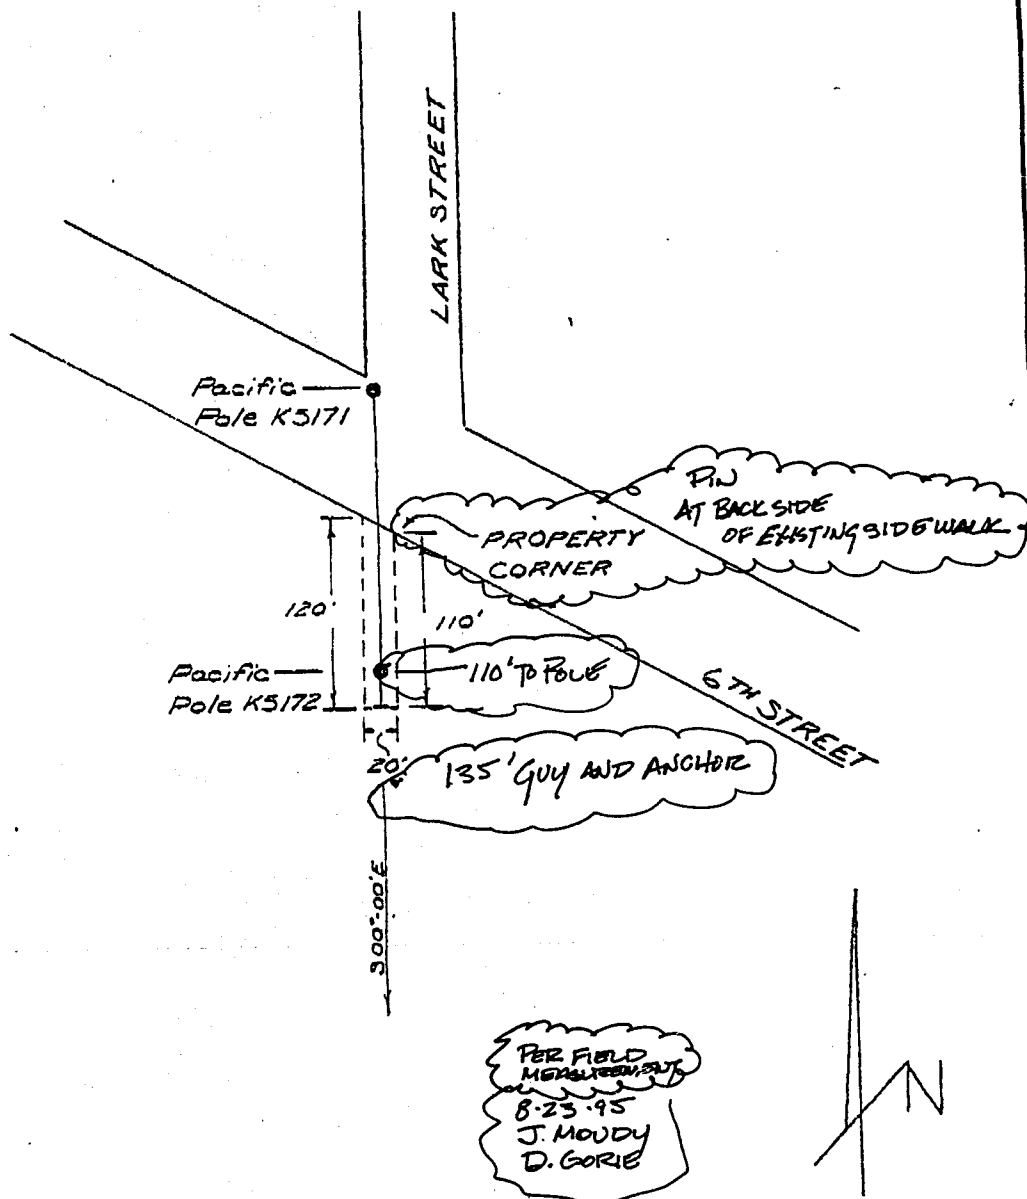 LARK STREET
Pacific
Pole K5171
PIN
AT BACK SIDE
OF EXISTING SIDEWALK
PROPERTY
CORNER
120'
110'
Pacific
Pole K5172
110' TO POLE
6TH STREET
20'
135' GUY AND ANCHOR
S00°-00'E
PER FIELD
MEASUREMENT
8-23-95
J. MOUDY
D. GORIE
N